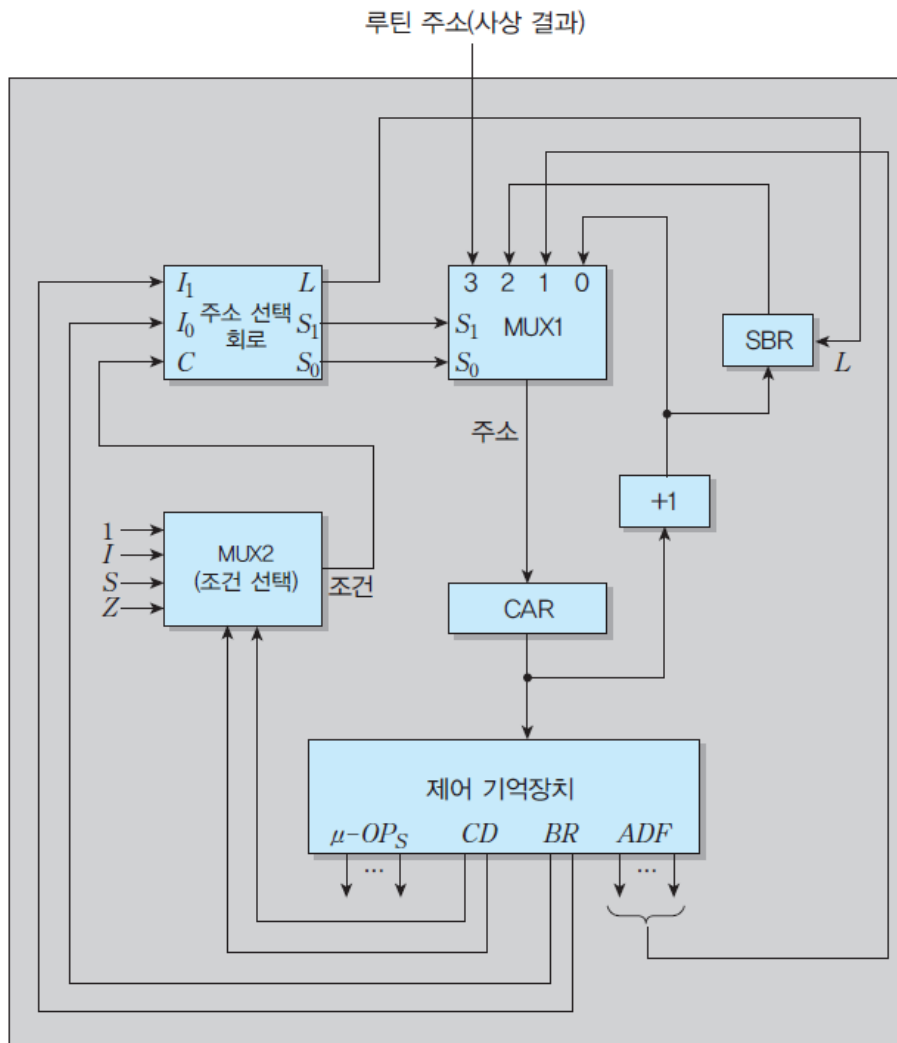 루틴 주소(사상 결과)
I₁ L
I₀ 주소 선택 회로 S₁
C S₀
3 2 1 0
S₁ MUX1
S₀
SBR
L
주소
+1
1
I
S
Z
MUX2
(조건 선택)
조건
CAR
제어 기억장치
μ-OPₛ CD BR ADF
... ...